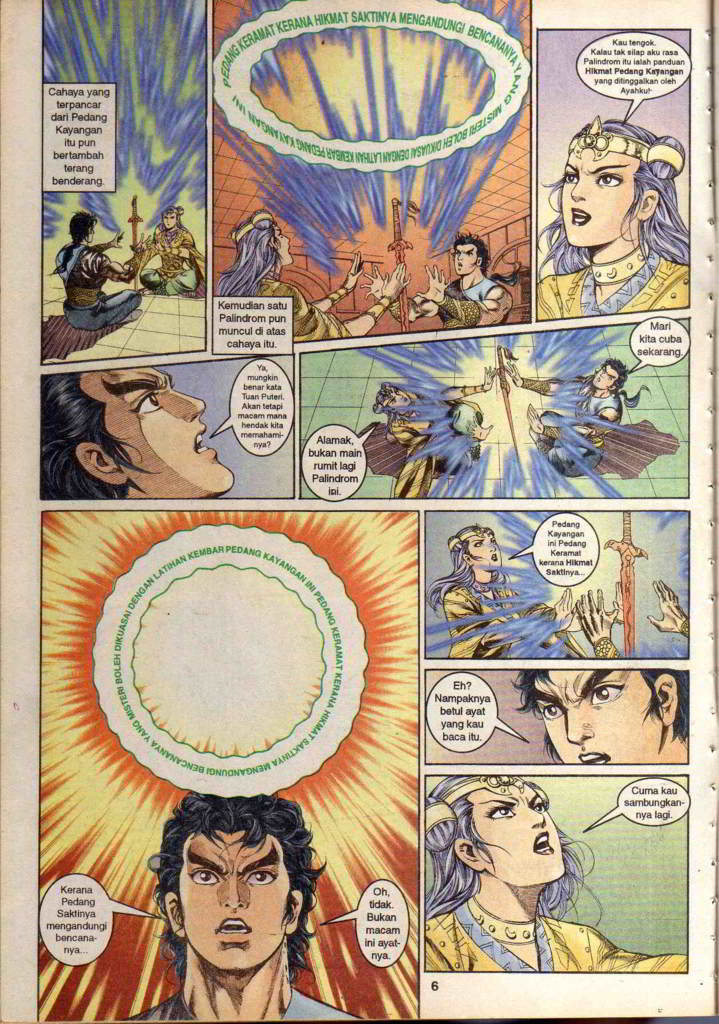 Cahaya yang
terpancar
dari Pedang
Kayangan
itu pun
bertambah
terang
benderang.
PEDANG KERAMAT KERANA HIKMAT SAKTINYA MENGANDUNGI BENCANANYA YANG MISTERI BOLEH DIKUASAI DENGAN LATIHAN KEMBAR PEDANG KAYANGAN INI
Kemudian satu
Palindrom pun
muncul di atas
cahaya itu.
Kau tengok.
Kalau tak silap aku rasa
Palindrom itu ialah panduan
Hikmat Pedang Kayangan
yang ditinggalkan oleh
Ayahku!
Ya,
mungkin
benar kata
Tuan Puteri.
Akan tetapi
macam mana
hendak kita
memahami-
nya?
Alamak,
bukan main
rumit lagi
Palindrom
ini.
Mari
kita cuba
sekarang.
PEDANG KERAMAT KERANA HIKMAT SAKTINYA MENGANDUNGI BENCANANYA YANG MISTERI BOLEH DIKUASAI DENGAN LATIHAN KEMBAR PEDANG KAYANGAN INI
Kerana
Pedang
Saktinya
mengandungi
bencana-
nya...
Oh,
tidak.
Bukan
macam
ini ayat-
nya.
Pedang
Kayangan
ini Pedang
Keramat
kerana Hikmat
Saktinya...
Eh?
Nampaknya
betul ayat
yang kau
baca itu.
Cuma kau
sambungkan-
nya lagi.
6